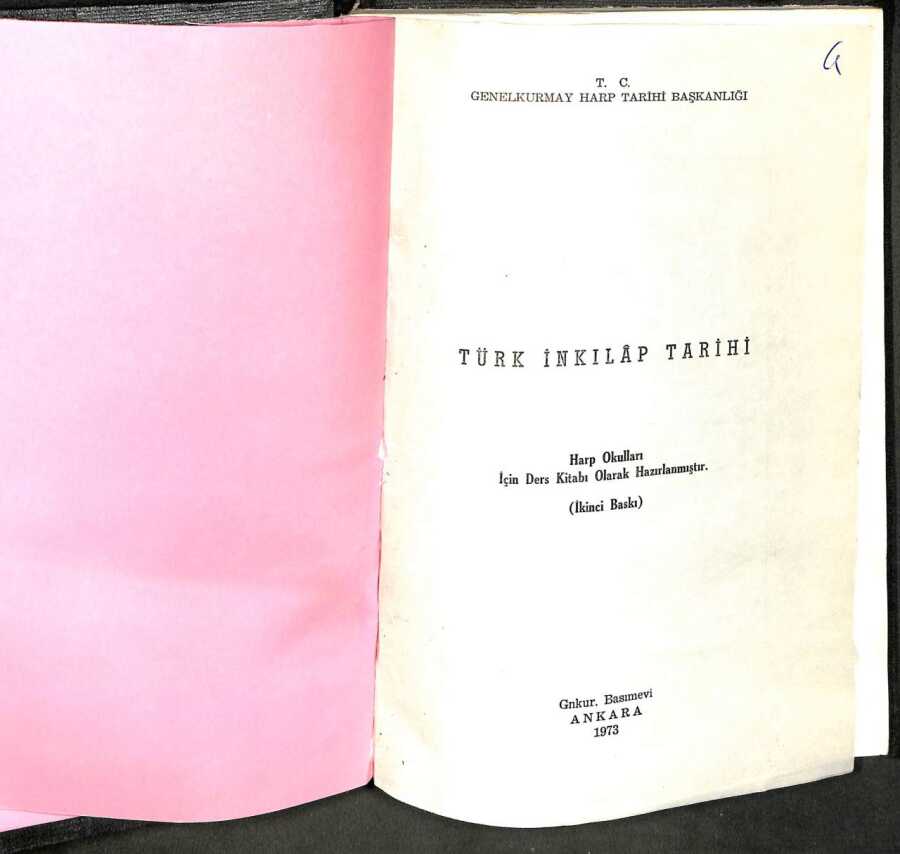 T. C.
GENELKURMAY HARP TARİHİ BAŞKANLIĞI
TÜRK İNKILÂP TARİHİ
Harp Okulları
İçin Ders Kitabı Olarak Hazırlanmıştır.
(İkinci Baskı)
Gnkur. Basımevi
ANKARA
1973